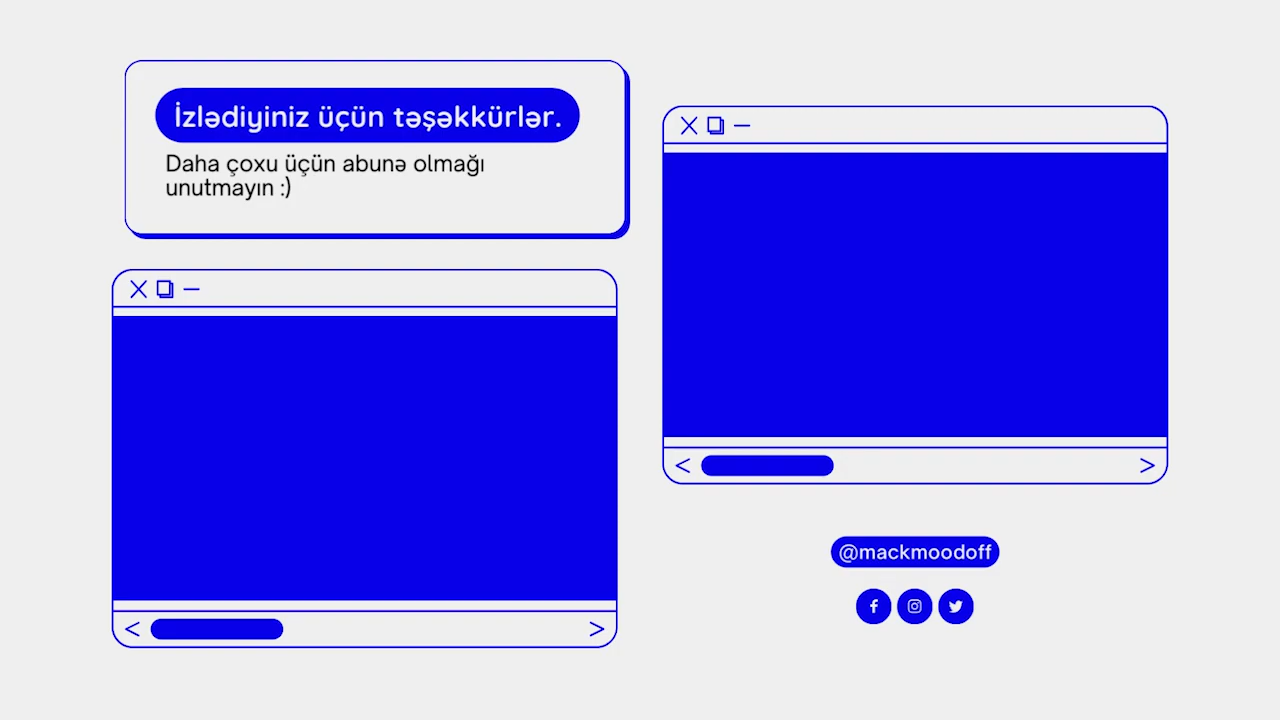 İzlədiyiniz üçün təşəkkürlər.
Daha çoxu üçün abunə olmağı
unutmayın :)
@mackmoodoff